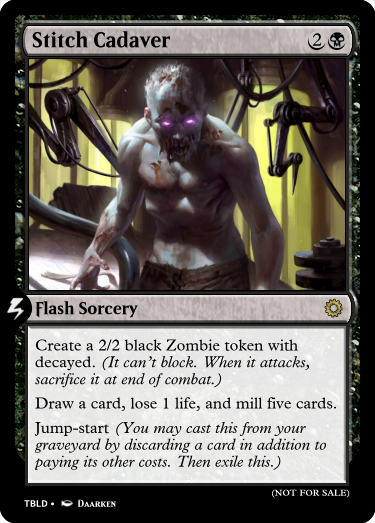 Stitch Cadaver 2
Flash Sorcery
Create a 2/2 black Zombie token with
decayed. (It can't block. When it attacks,
sacrifice it at end of combat.)
Draw a card, lose 1 life, and mill five cards.
Jump-start (You may cast this from your
graveyard by discarding a card in addition to
paying its other costs. Then exile this.)
(NOT FOR SALE)
TBLD • Daarken